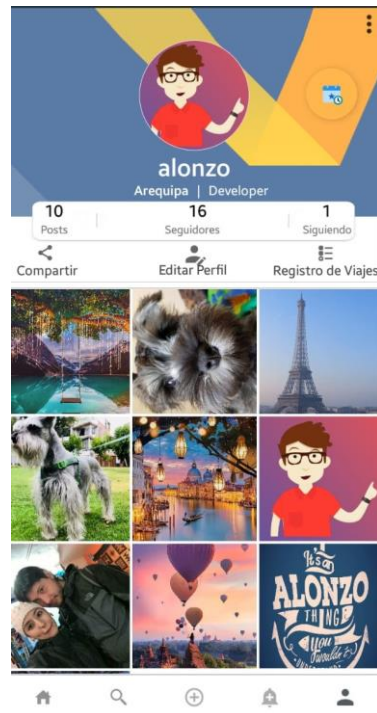 alonzo
Arequipa | Developer
10 16 1
Posts Seguidores Siguiendo
Compartir Editar Perfil Registro de Viajes
It's an
ALONZO
THING
You